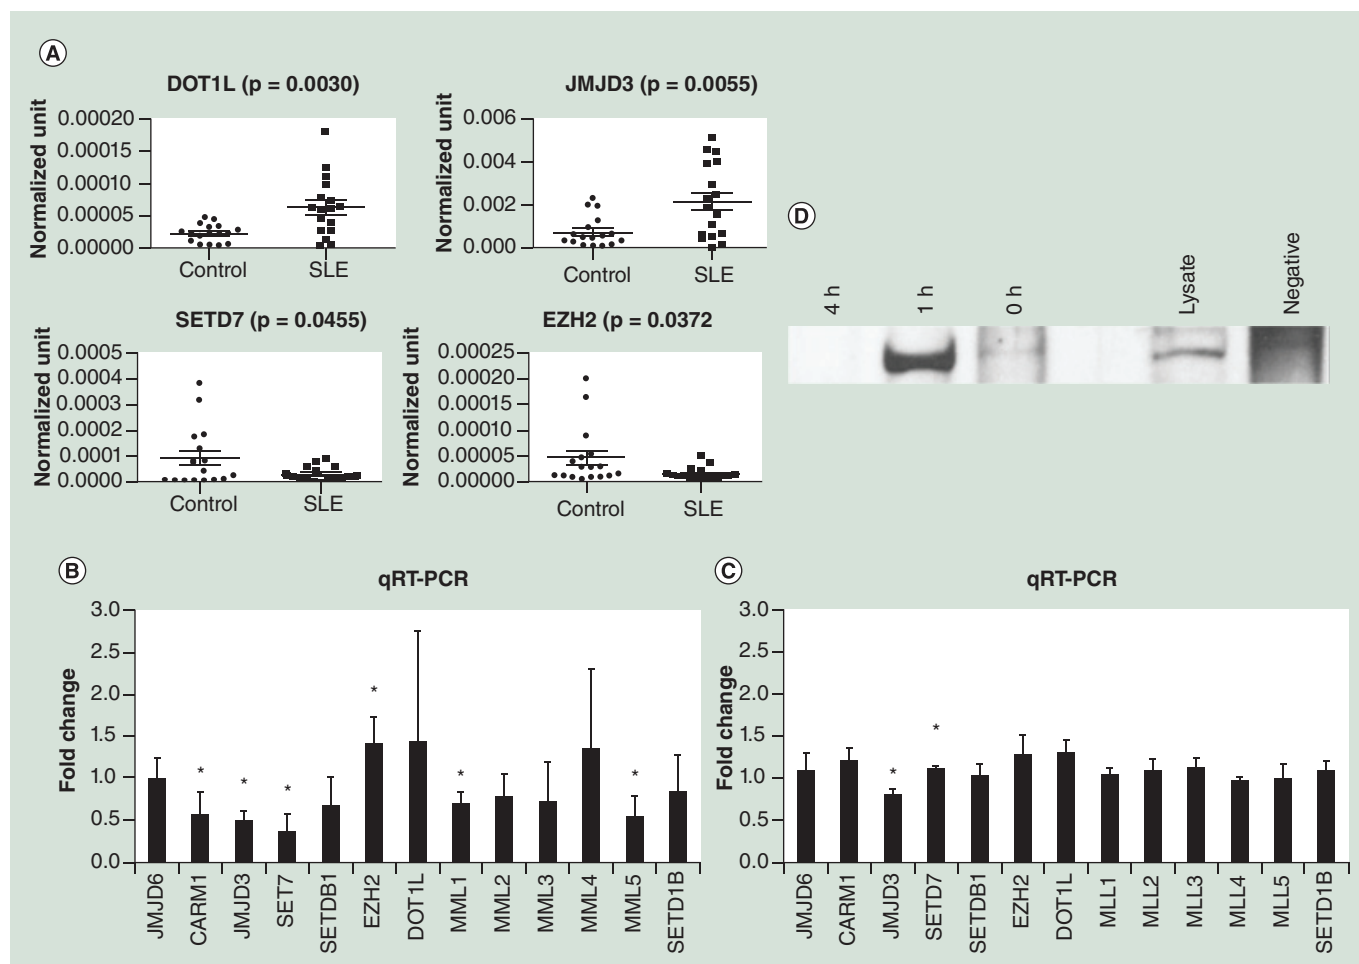 A
DOT1L (p = 0.0030)
Normalized unit
0.00020
0.00015
0.00010
0.00005
0.00000
Control
SLE
JMJD3 (p = 0.0055)
Normalized unit
0.006
0.004
0.002
0.000
Control
SLE
SETD7 (p = 0.0455)
Normalized unit
0.0005
0.0004
0.0003
0.0002
0.0001
0.0000
Control
SLE
EZH2 (p = 0.0372
Normalized unit
0.00025
0.00020
0.00015
0.00010
0.00005
0.00000
Control
SLE
D
4 h
1 h
0 h
Lysate
Negative
B
qRT-PCR
Fold change
3.0
2.5
2.0
1.5
1.0
0.5
0.0
*
*
*
*
*
*
JMJD6
CARM1
JMJD3
SET7
SETDB1
EZH2
DOT1L
MML1
MML2
MML3
MML4
MML5
SETD1B
C
qRT-PCR
Fold change
3.0
2.5
2.0
1.5
1.0
0.5
0.0
*
*
JMJD6
CARM1
JMJD3
SETD7
SETDB1
EZH2
DOT1L
MLL1
MLL2
MLL3
MLL4
MLL5
SETD1B